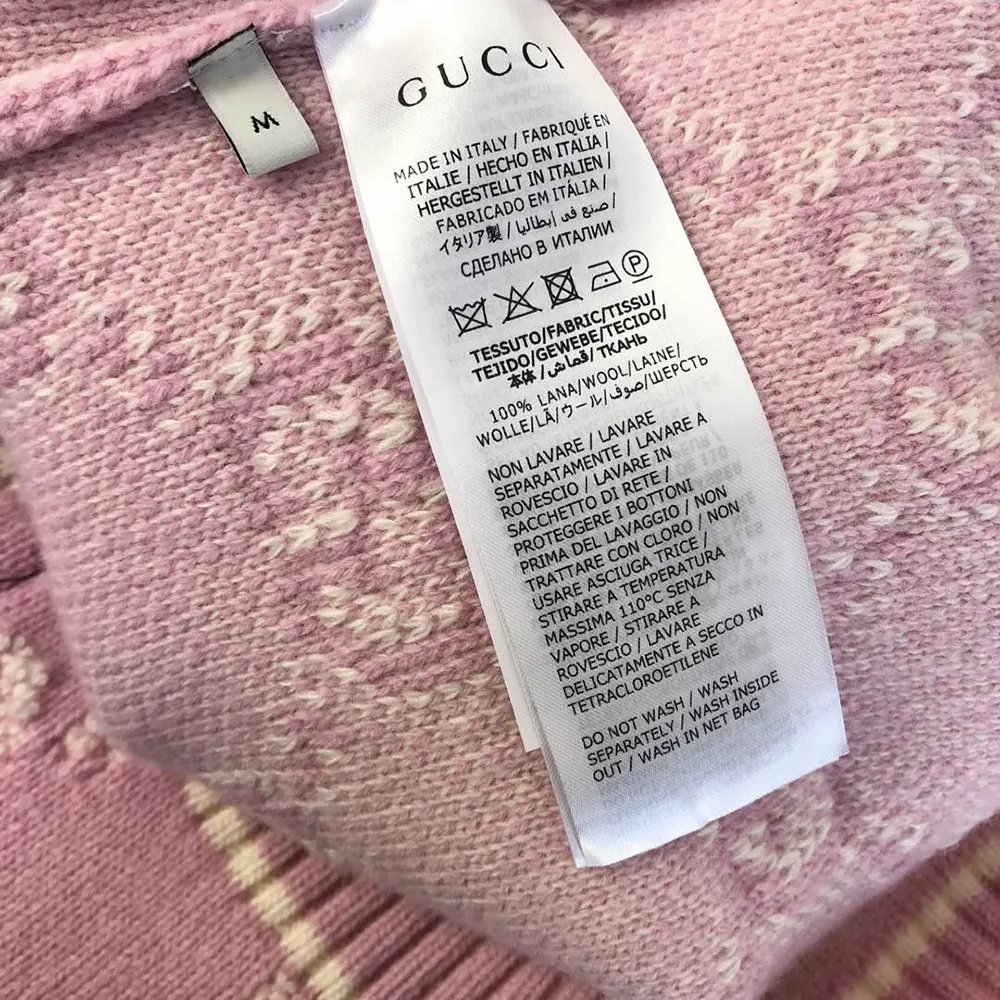 M
GUCCI
MADE IN ITALY / FABRIQUÉ EN
ITALIE / HECHO EN ITALIA /
HERGESTELLT IN ITALIEN /
FABRICADO EM ITÁLIA /
イタリア製 / صنع في إيطاليا /
СДЕЛАНО В ИТАЛИИ
P
TESSUTO/FABRIC/TISSU/
TEJIDO/GEWEBE/TECIDO/
本体 / قماش / ТКАНЬ
100% LANA/WOOL/LAINE/
WOLLE/LÃ/ウール/صوف/ШЕРСТЬ
NON LAVARE / LAVARE
SEPARATAMENTE / LAVARE A
ROVESCIO / LAVARE IN
SACCHETTO DI RETE /
PROTEGGERE I BOTTONI
PRIMA DEL LAVAGGIO / NON
TRATTARE CON CLORO / NON
USARE ASCIUGA TRICE /
STIRARE A TEMPERATURA
MASSIMA 110°C SENZA
VAPORE / STIRARE A
ROVESCIO / LAVARE
DELICATAMENTE A SECCO IN
TETRACLOROETILENE
DO NOT WASH / WASH
SEPARATELY / WASH INSIDE
OUT / WASH IN NET BAG